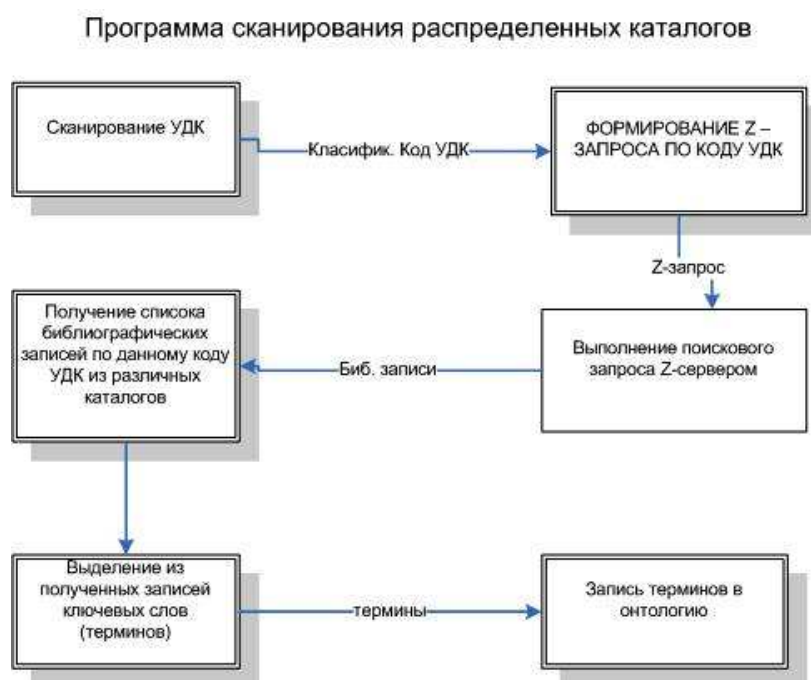 Программа сканирования распределенных каталогов
Сканирование УДК
Класифик. Код УДК
ФОРМИРОВАНИЕ Z –
ЗАПРОСА ПО КОДУ УДК
Z-запрос
Выполнение поискового
запроса Z-сервером
Биб. записи
Получение списока
библиографических
записей по данному коду
УДК из различных
каталогов
Выделение из
полученных записей
ключевых слов
(терминов)
термины
Запись терминов в
онтологию